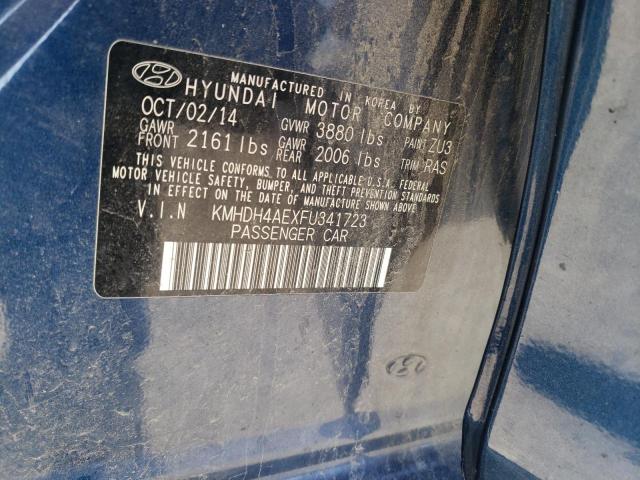 MANUFACTURED IN KOREA BY
HYUNDAI MOTOR COMPANY
OCT/02/14 GVWR 3880 lbs PAINT ZU3
GAWR FRONT 2161 lbs GAWR REAR 2006 lbs TRIM RAS
THIS VEHICLE CONFORMS TO ALL APPLICABLE U.S.A. FEDERAL
MOTOR VEHICLE SAFETY, BUMPER, AND THEFT PREVENTION STANDARDS
IN EFFECT ON THE DATE OF MANUFACTURE SHOWN ABOVE.
V.I.N KMHDH4AEXFU341723
PASSENGER CAR